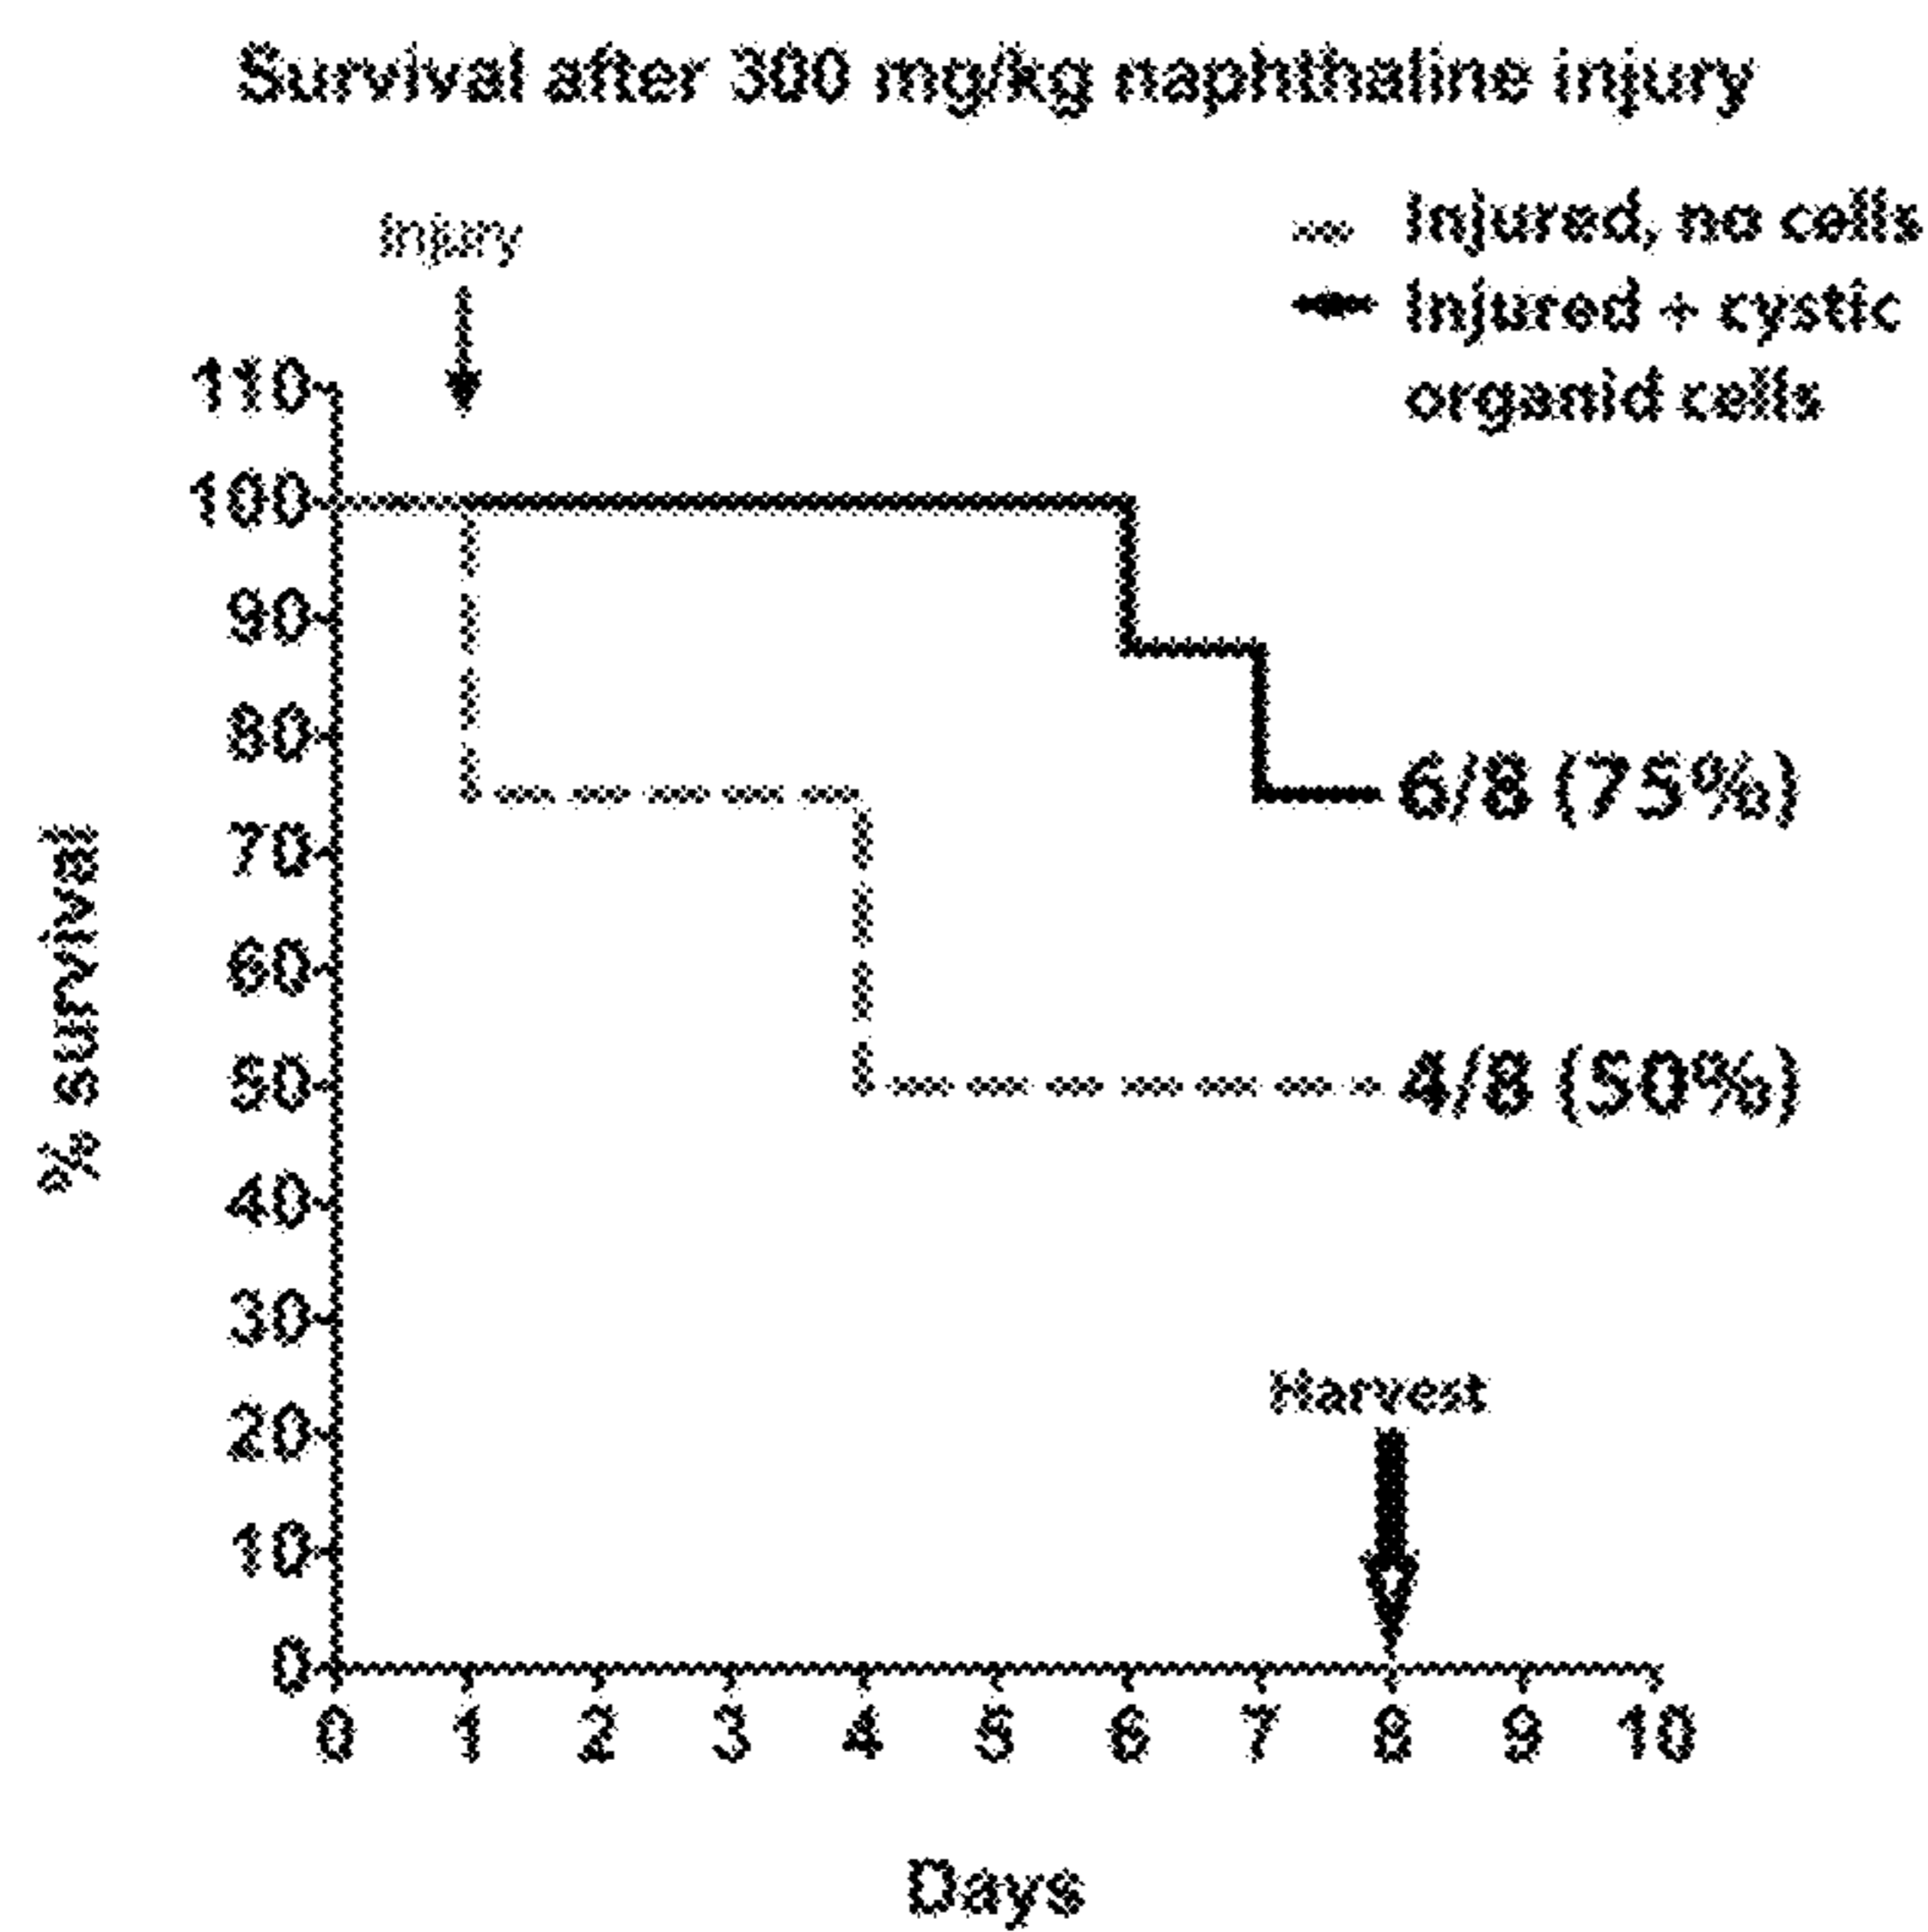 Survival after 300 mg/kg naphthaline injury
Injury
Injured, no cells
Injured + cystic
organid cells
110
100
90
80
70
60
50
40
30
20
10
0
% survival
6/8 (75%)
4/8 (50%)
Harvest
0 1 2 3 4 5 6 7 8 9 10
Days